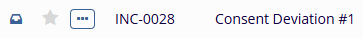 INC-0028 Consent Deviation #1